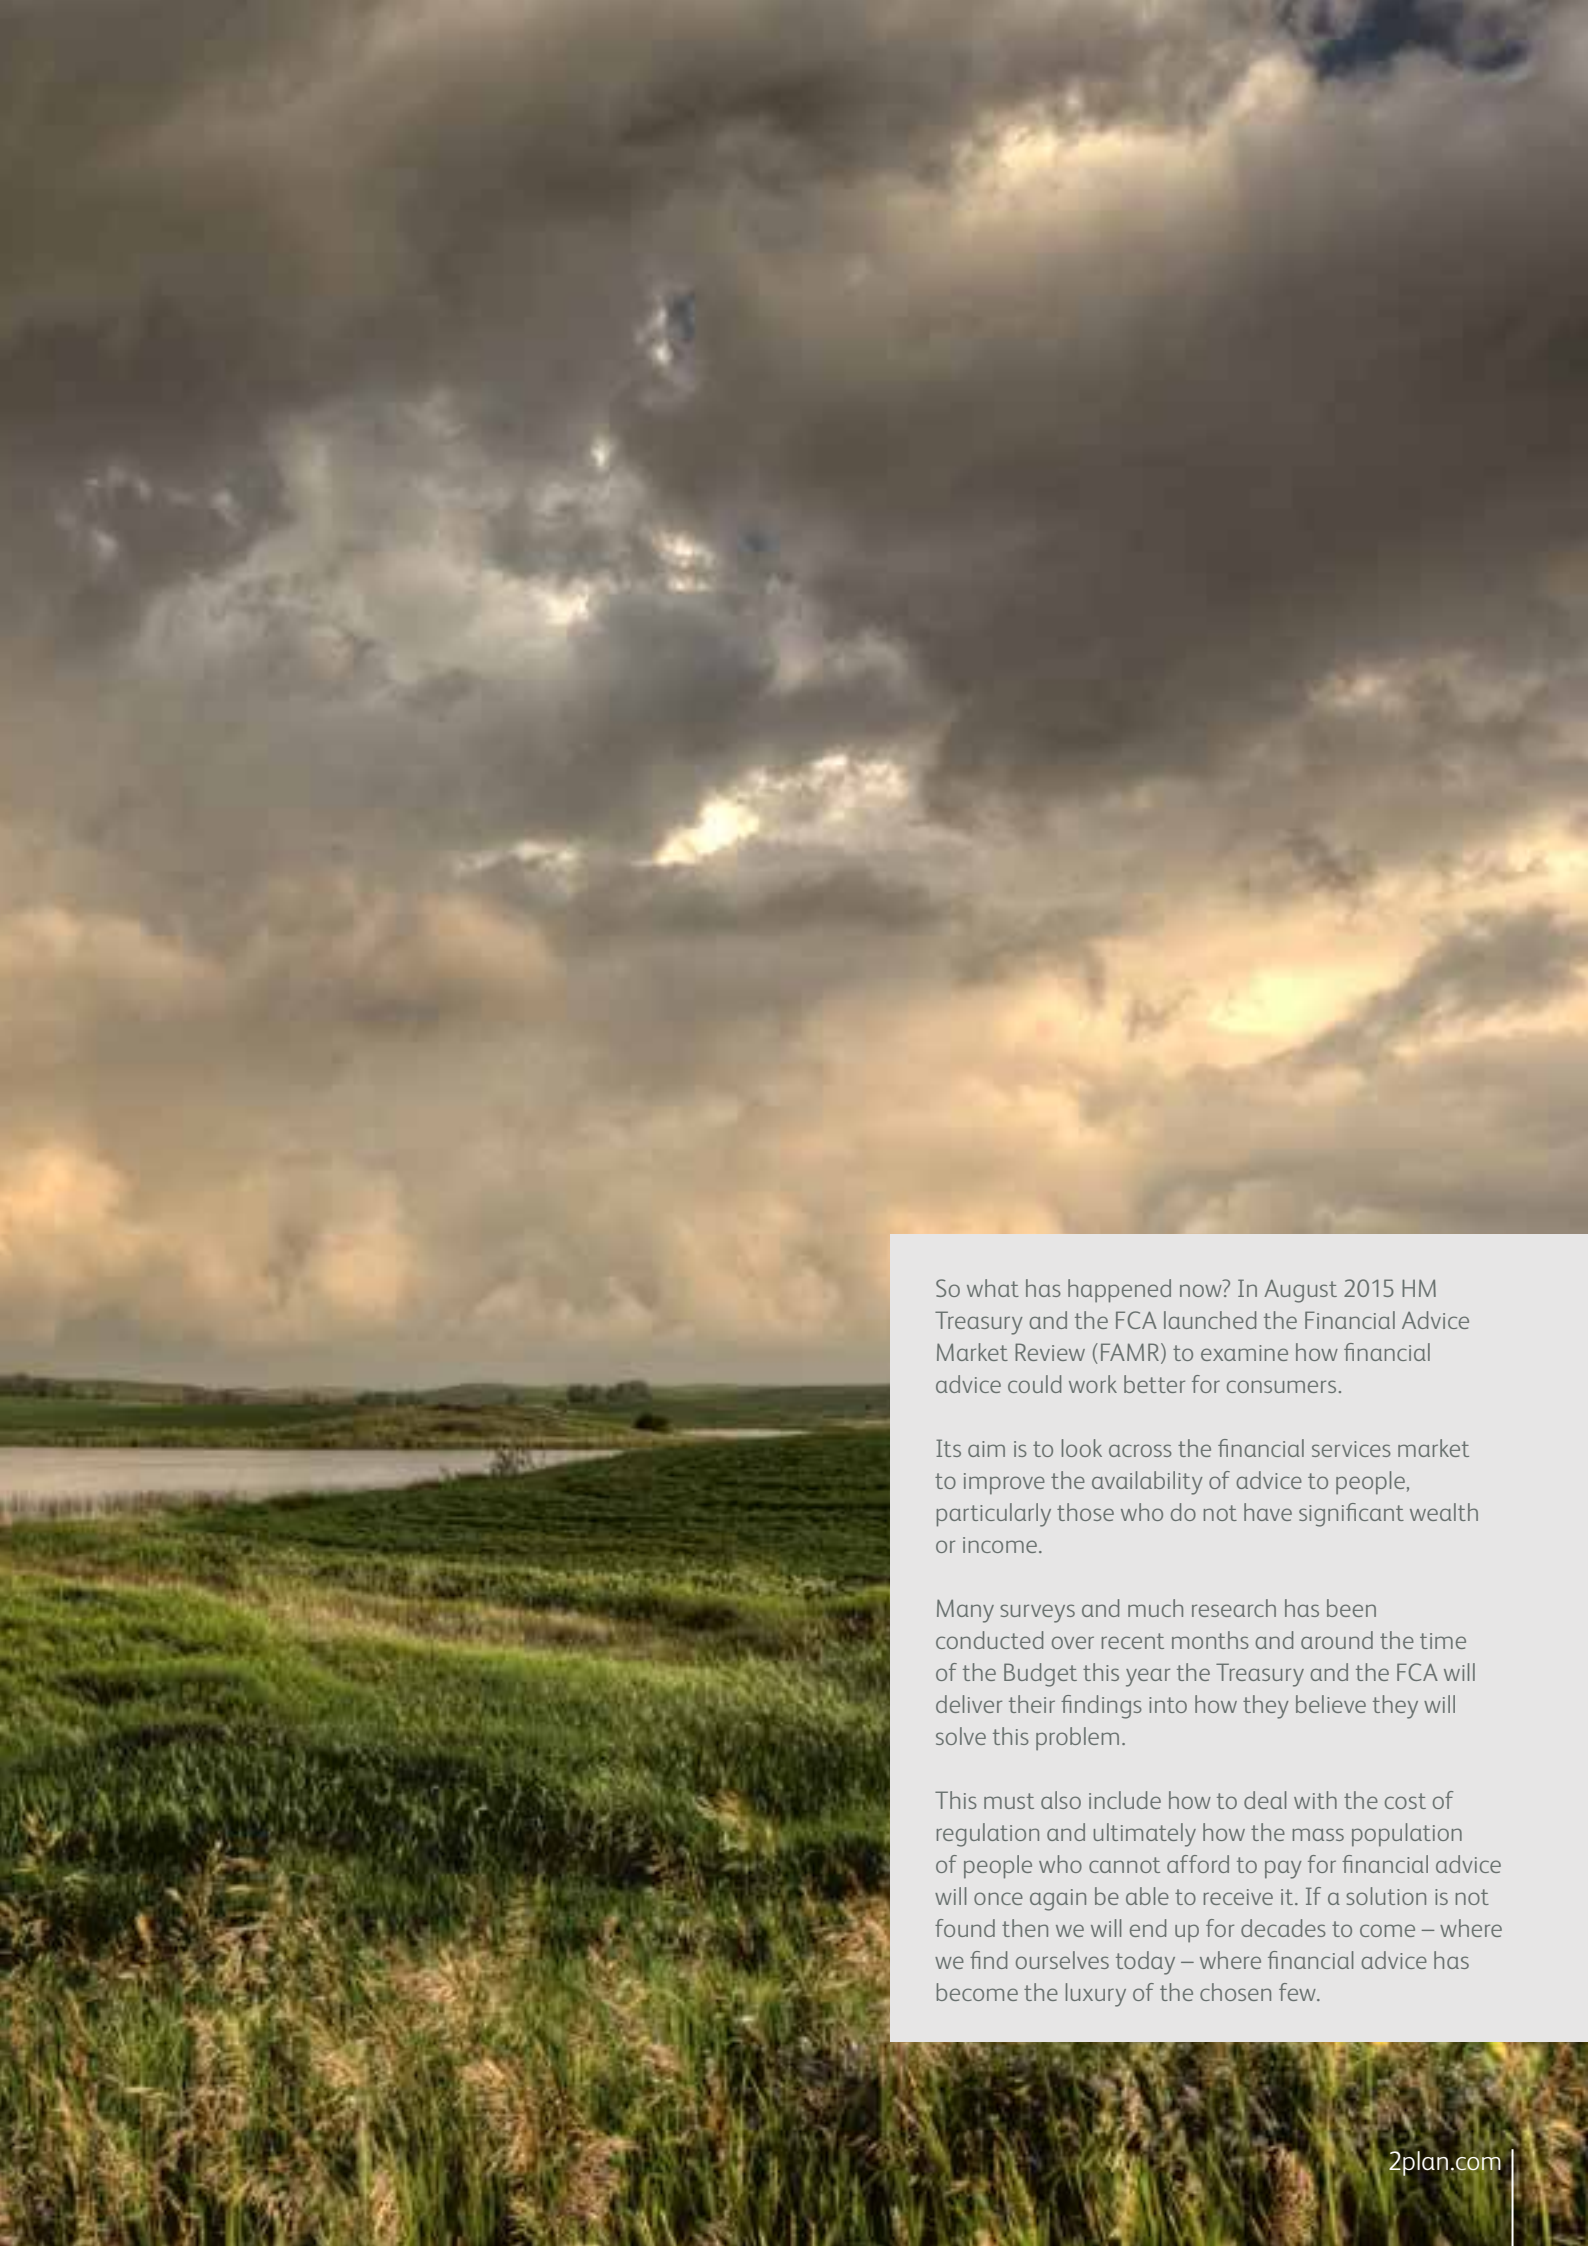 So what has happened now? In August 2015 HM
Treasury and the FCA launched the Financial Advice
Market Review (FAMR) to examine how financial
advice could work better for consumers.
Its aim is to look across the financial services market
to improve the availability of advice to people,
particularly those who do not have significant wealth
or income.
Many surveys and much research has been
conducted over recent months and around the time
of the Budget this year the Treasury and the FCA will
deliver their findings into how they believe they will
solve this problem.
This must also include how to deal with the cost of
regulation and ultimately how the mass population
of people who cannot afford to pay for financial advice
will once again be able to receive it. If a solution is not
found then we will end up for decades to come – where
we find ourselves today – where financial advice has
become the luxury of the chosen few.
2plan.com